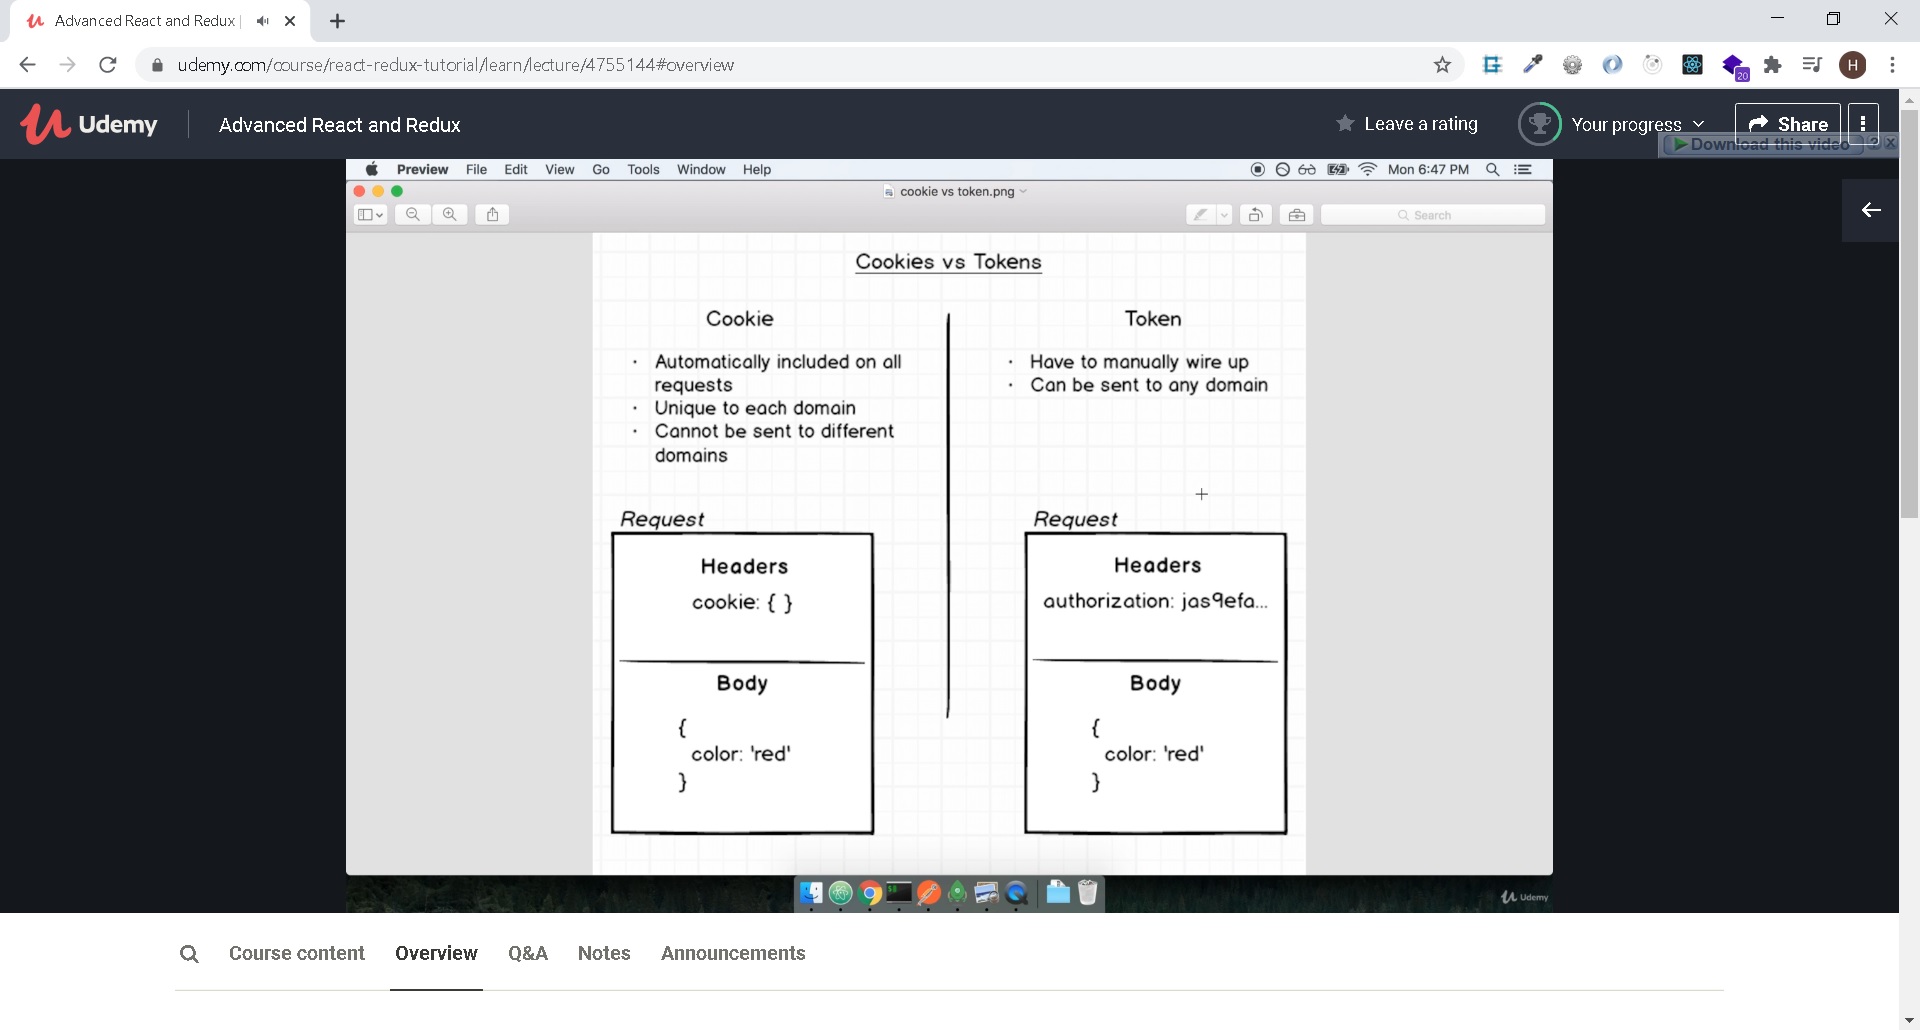 Advanced React and Redux
udemy.com/course/react-redux-tutorial/learn/lecture/4755144#overview
20
H
Udemy
Advanced React and Redux
Leave a rating
Your progress
Share
Download this video ? X
Preview File Edit View Go Tools Window Help
Mon 6:47 PM
cookie vs token.png
Search
Cookies vs Tokens
Cookie
· Automatically included on all
requests
· Unique to each domain
· Cannot be sent to different
domains
Request
Headers
cookie: { }
Body
{
color: 'red'
}
Token
· Have to manually wire up
· Can be sent to any domain
Request
Headers
authorization: jas9efa...
Body
{
color: 'red'
}
Udemy
Course content Overview Q&A Notes Announcements